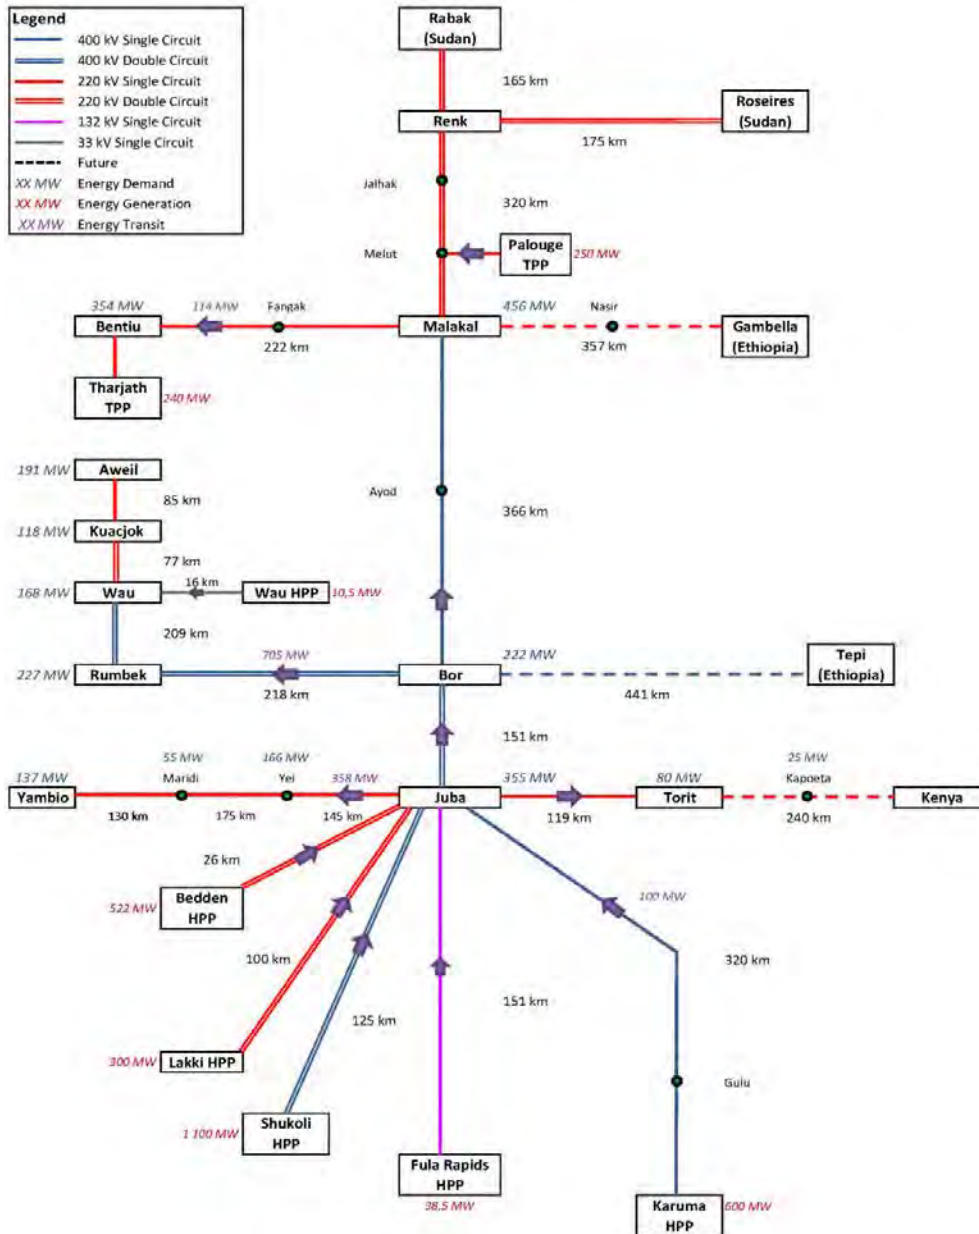 Legend
400 kV Single Circuit
400 kV Double Circuit
220 kV Single Circuit
220 kV Double Circuit
132 kV Single Circuit
33 kV Single Circuit
Future
XX MW Energy Demand
XX MW Energy Generation
XX MW Energy Transit
Rabak
(Sudan)
165 km
Renk
Roseires
(Sudan)
175 km
Jalhak
320 km
Melut
Palouge
TPP
250 MW
354 MW
114 MW
Fangak
456 MW
Nasir
Bentiu
Malakal
Gambella
(Ethiopia)
222 km
357 km
Tharjath
TPP
240 MW
191 MW
Aweil
Ayod
85 km
366 km
118 MW
Kuacjok
77 km
168 MW
Wau
16 km
Wau HPP
10,5 MW
209 km
705 MW
222 MW
Tepi
(Ethiopia)
227 MW
Rumbek
Bor
218 km
441 km
151 km
137 MW
55 MW
166 MW
358 MW
355 MW
80 MW
25 MW
Maridi
Yei
Kapoeta
Yambio
Juba
Torit
Kenya
130 km
175 km
145 km
119 km
240 km
26 km
Bedden
HPP
522 MW
100 MW
100 km
320 km
125 km
151 km
300 MW
Lakki HPP
Gulu
1 100 MW
Shukoli
HPP
Fula Rapids
HPP
38,5 MW
Karuma
HPP
600 MW